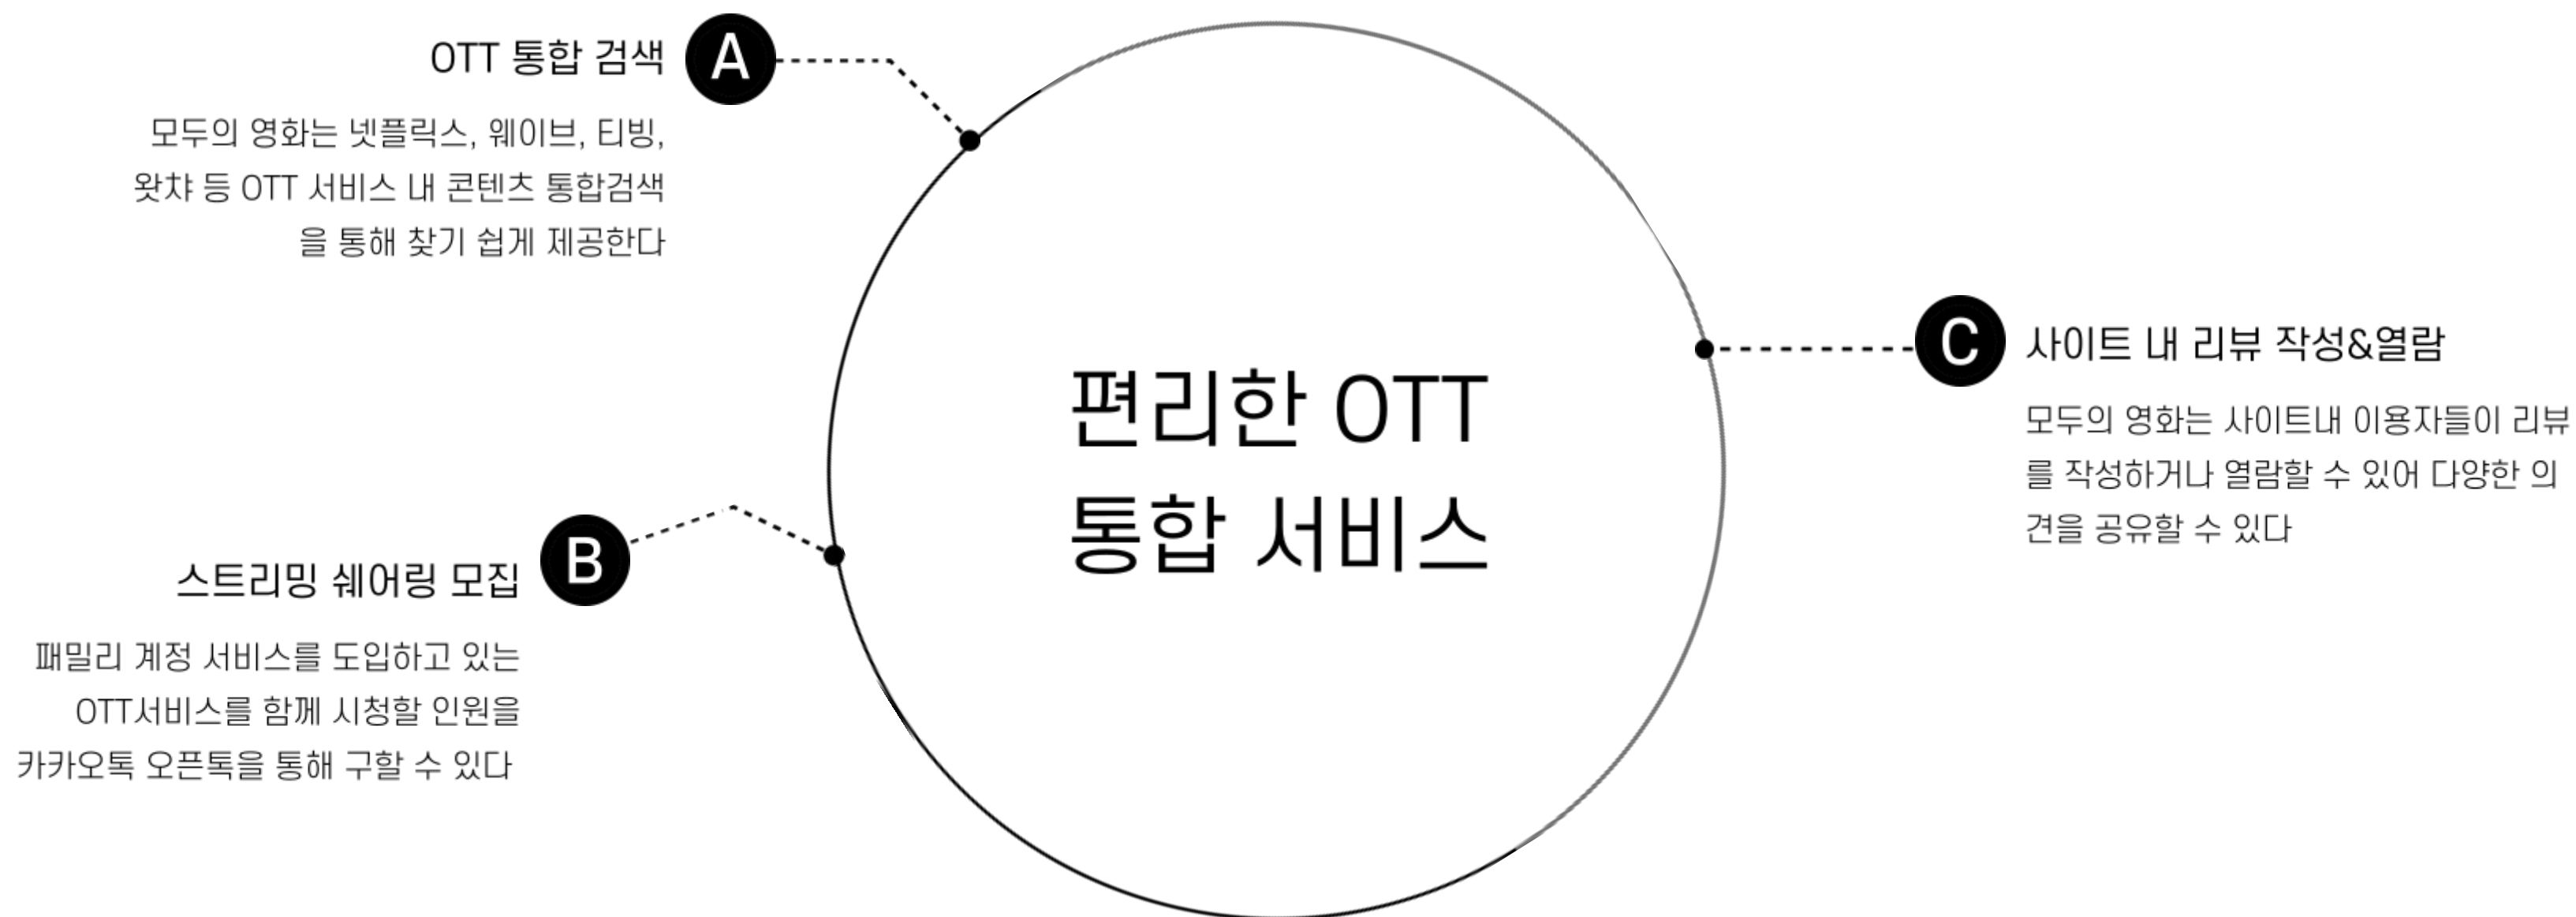 OTT 통합 검색
A
모두의 영화는 넷플릭스, 웨이브, 티빙,
왓챠 등 OTT 서비스 내 콘텐츠 통합검색
을 통해 찾기 쉽게 제공한다
B
스트리밍 쉐어링 모집
패밀리 계정 서비스를 도입하고 있는
OTT서비스를 함께 시청할 인원을
카카오톡 오픈톡을 통해 구할 수 있다
편리한 OTT
통합 서비스
C
사이트 내 리뷰 작성&열람
모두의 영화는 사이트내 이용자들이 리뷰
를 작성하거나 열람할 수 있어 다양한 의
견을 공유할 수 있다